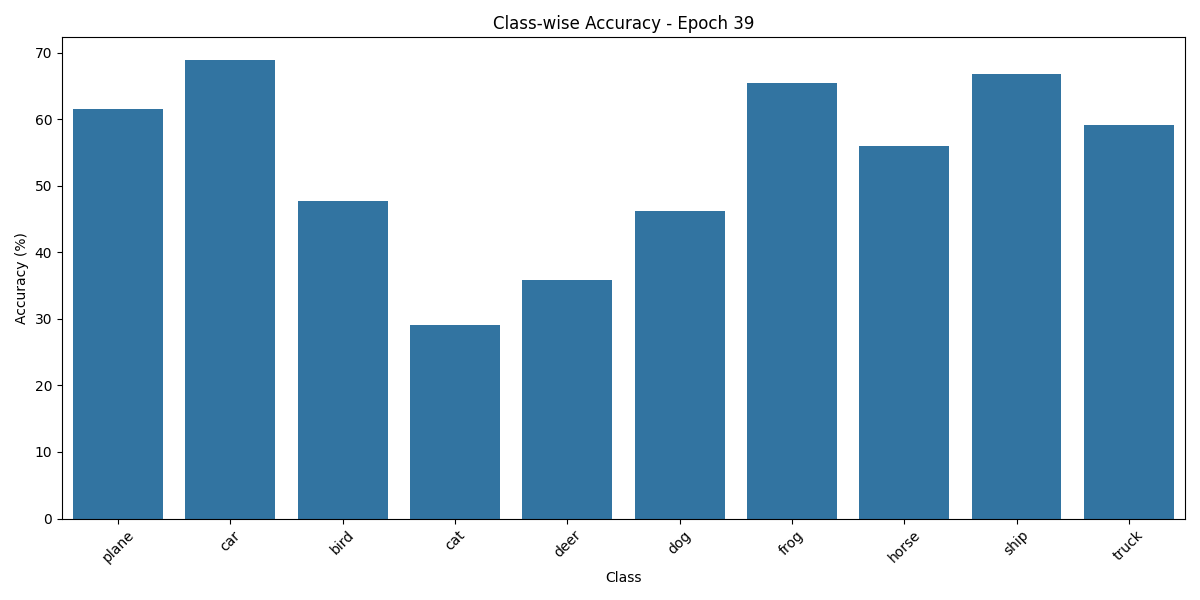 Class-wise Accuracy - Epoch 39
Accuracy (%)
70
60
50
40
30
20
10
0
plane
car
bird
cat
deer
dog
frog
horse
ship
truck
Class